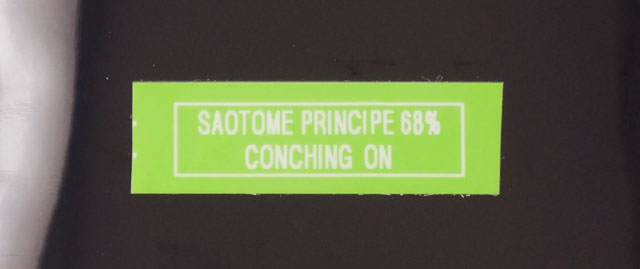 SAOTOME PRINCIPE 68%
CONCHING ON